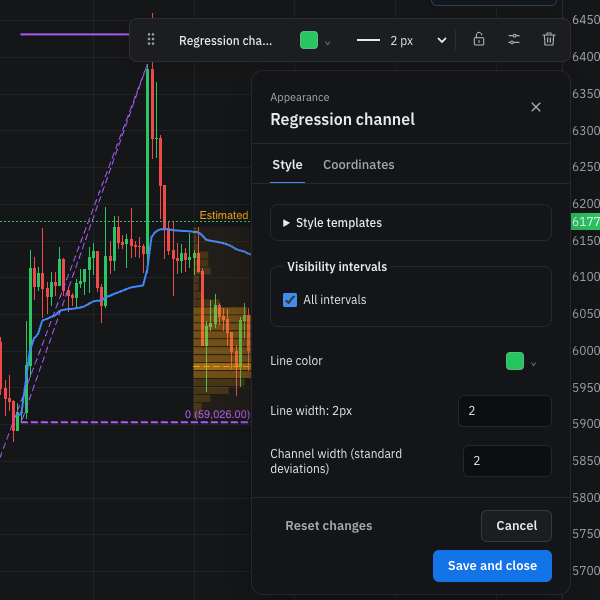 Regression cha...
2 px
Appearance
Regression channel
Style
Coordinates
Style templates
Visibility intervals
All intervals
Line color
Line width: 2px
2
Channel width (standard
deviations)
2
Reset changes
Cancel
Save and close
Estimated
0 (59,026.00)
6450
6400
6350
6300
6250
6200
6177
6150
6100
6050
6000
5950
5900
5850
5800
5750
5700